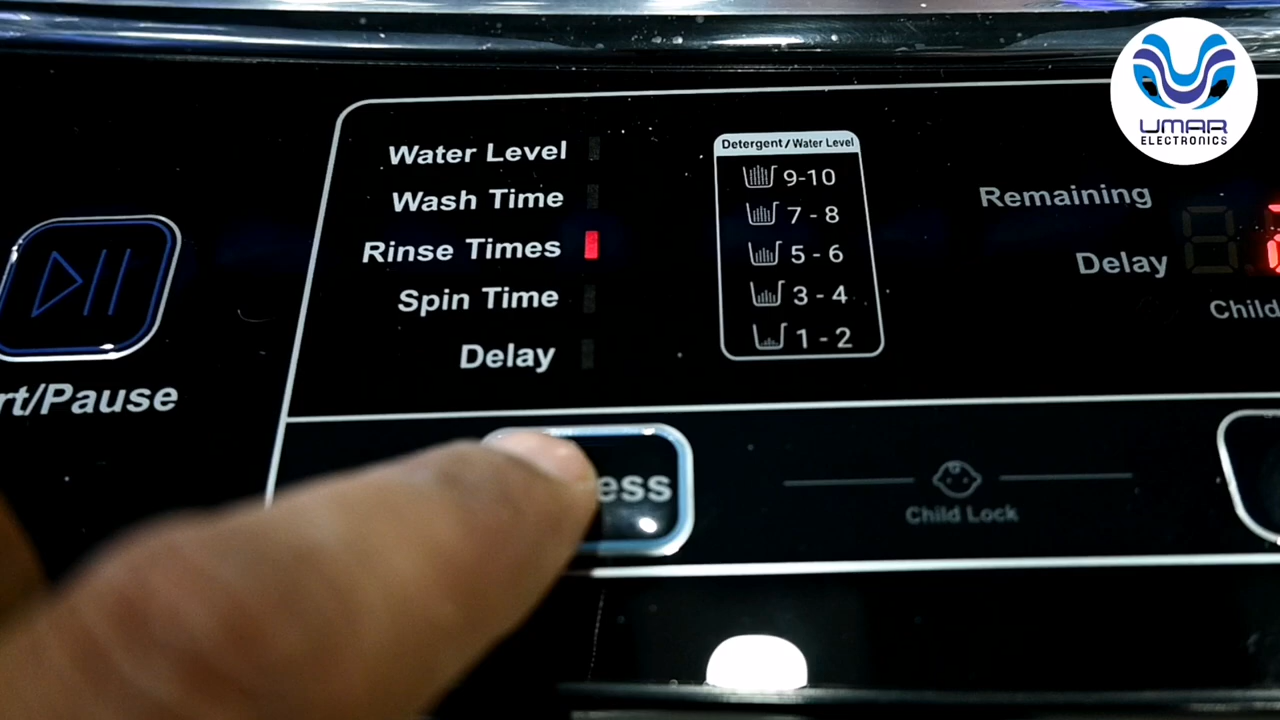 UMAR
ELECTRONICS
Water Level
Wash Time
Rinse Times
Spin Time
Delay
Detergent/Water Level
9-10
7 - 8
5 - 6
3 - 4
1 - 2
Remaining
Delay
Child
rt/Pause
ess
Child Lock